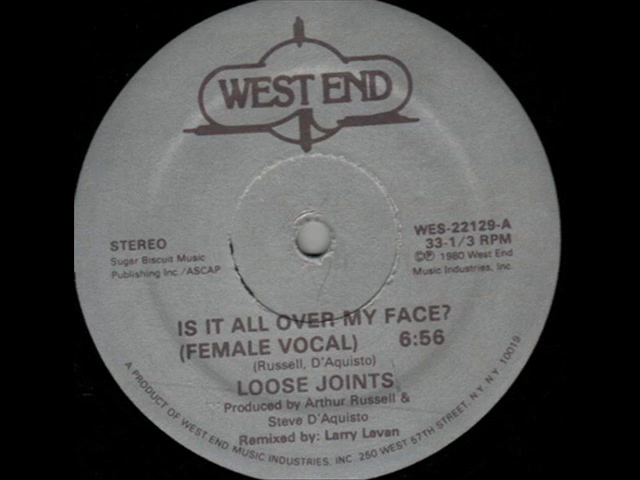 WEST END
STEREO
Sugar Biscuit Music
Publishing Inc./ASCAP
WES-22129-A
33-1/3 RPM
©℗ 1980 West End
Music Industries, Inc.
IS IT ALL OVER MY FACE?
(FEMALE VOCAL) 6:56
(Russell, D'Aquisto)
LOOSE JOINTS
Produced by Arthur Russell &
Steve D'Aquisto
Remixed by: Larry Levan
A PRODUCT OF WEST END MUSIC INDUSTRIES, INC. 250 WEST 57TH STREET, N.Y. N.Y. 10019